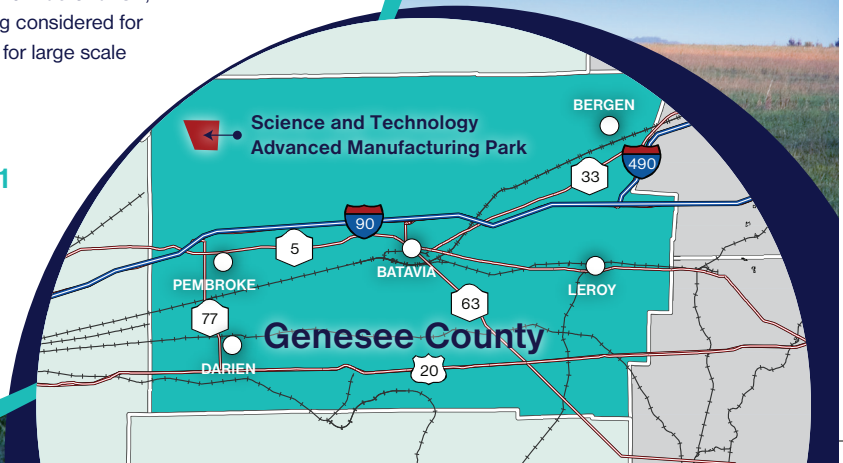 g considered for
for large scale
1
BERGEN
Science and Technology
Advanced Manufacturing Park
490
33
90
5
BATAVIA
PEMBROKE
LEROY
63
77
Genesee County
DARIEN
20